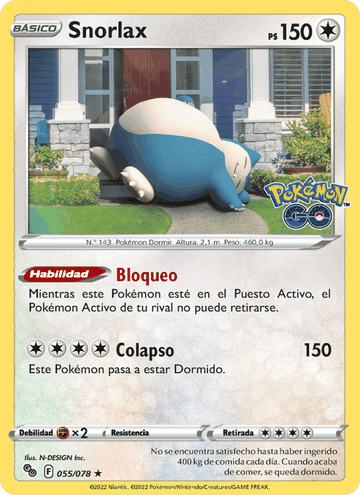 BÁSICO Snorlax PS 150
Pokémon GO
N.º 143 Pokémon Dormir Altura: 2,1 m Peso: 460,0 kg
Habilidad Bloqueo
Mientras este Pokémon esté en el Puesto Activo, el
Pokémon Activo de tu rival no puede retirarse.
Colapso 150
Este Pokémon pasa a estar Dormido.
Debilidad ×2 Resistencia Retirada
Ilus. N-DESIGN Inc.
F 055/078 ★
No se encuentra satisfecho hasta haber ingerido
400 kg de comida cada día. Cuando acaba
de comer, se queda dormido.
©2022 Niantic. ©2022 Pokémon/Nintendo/Creatures/GAME FREAK.